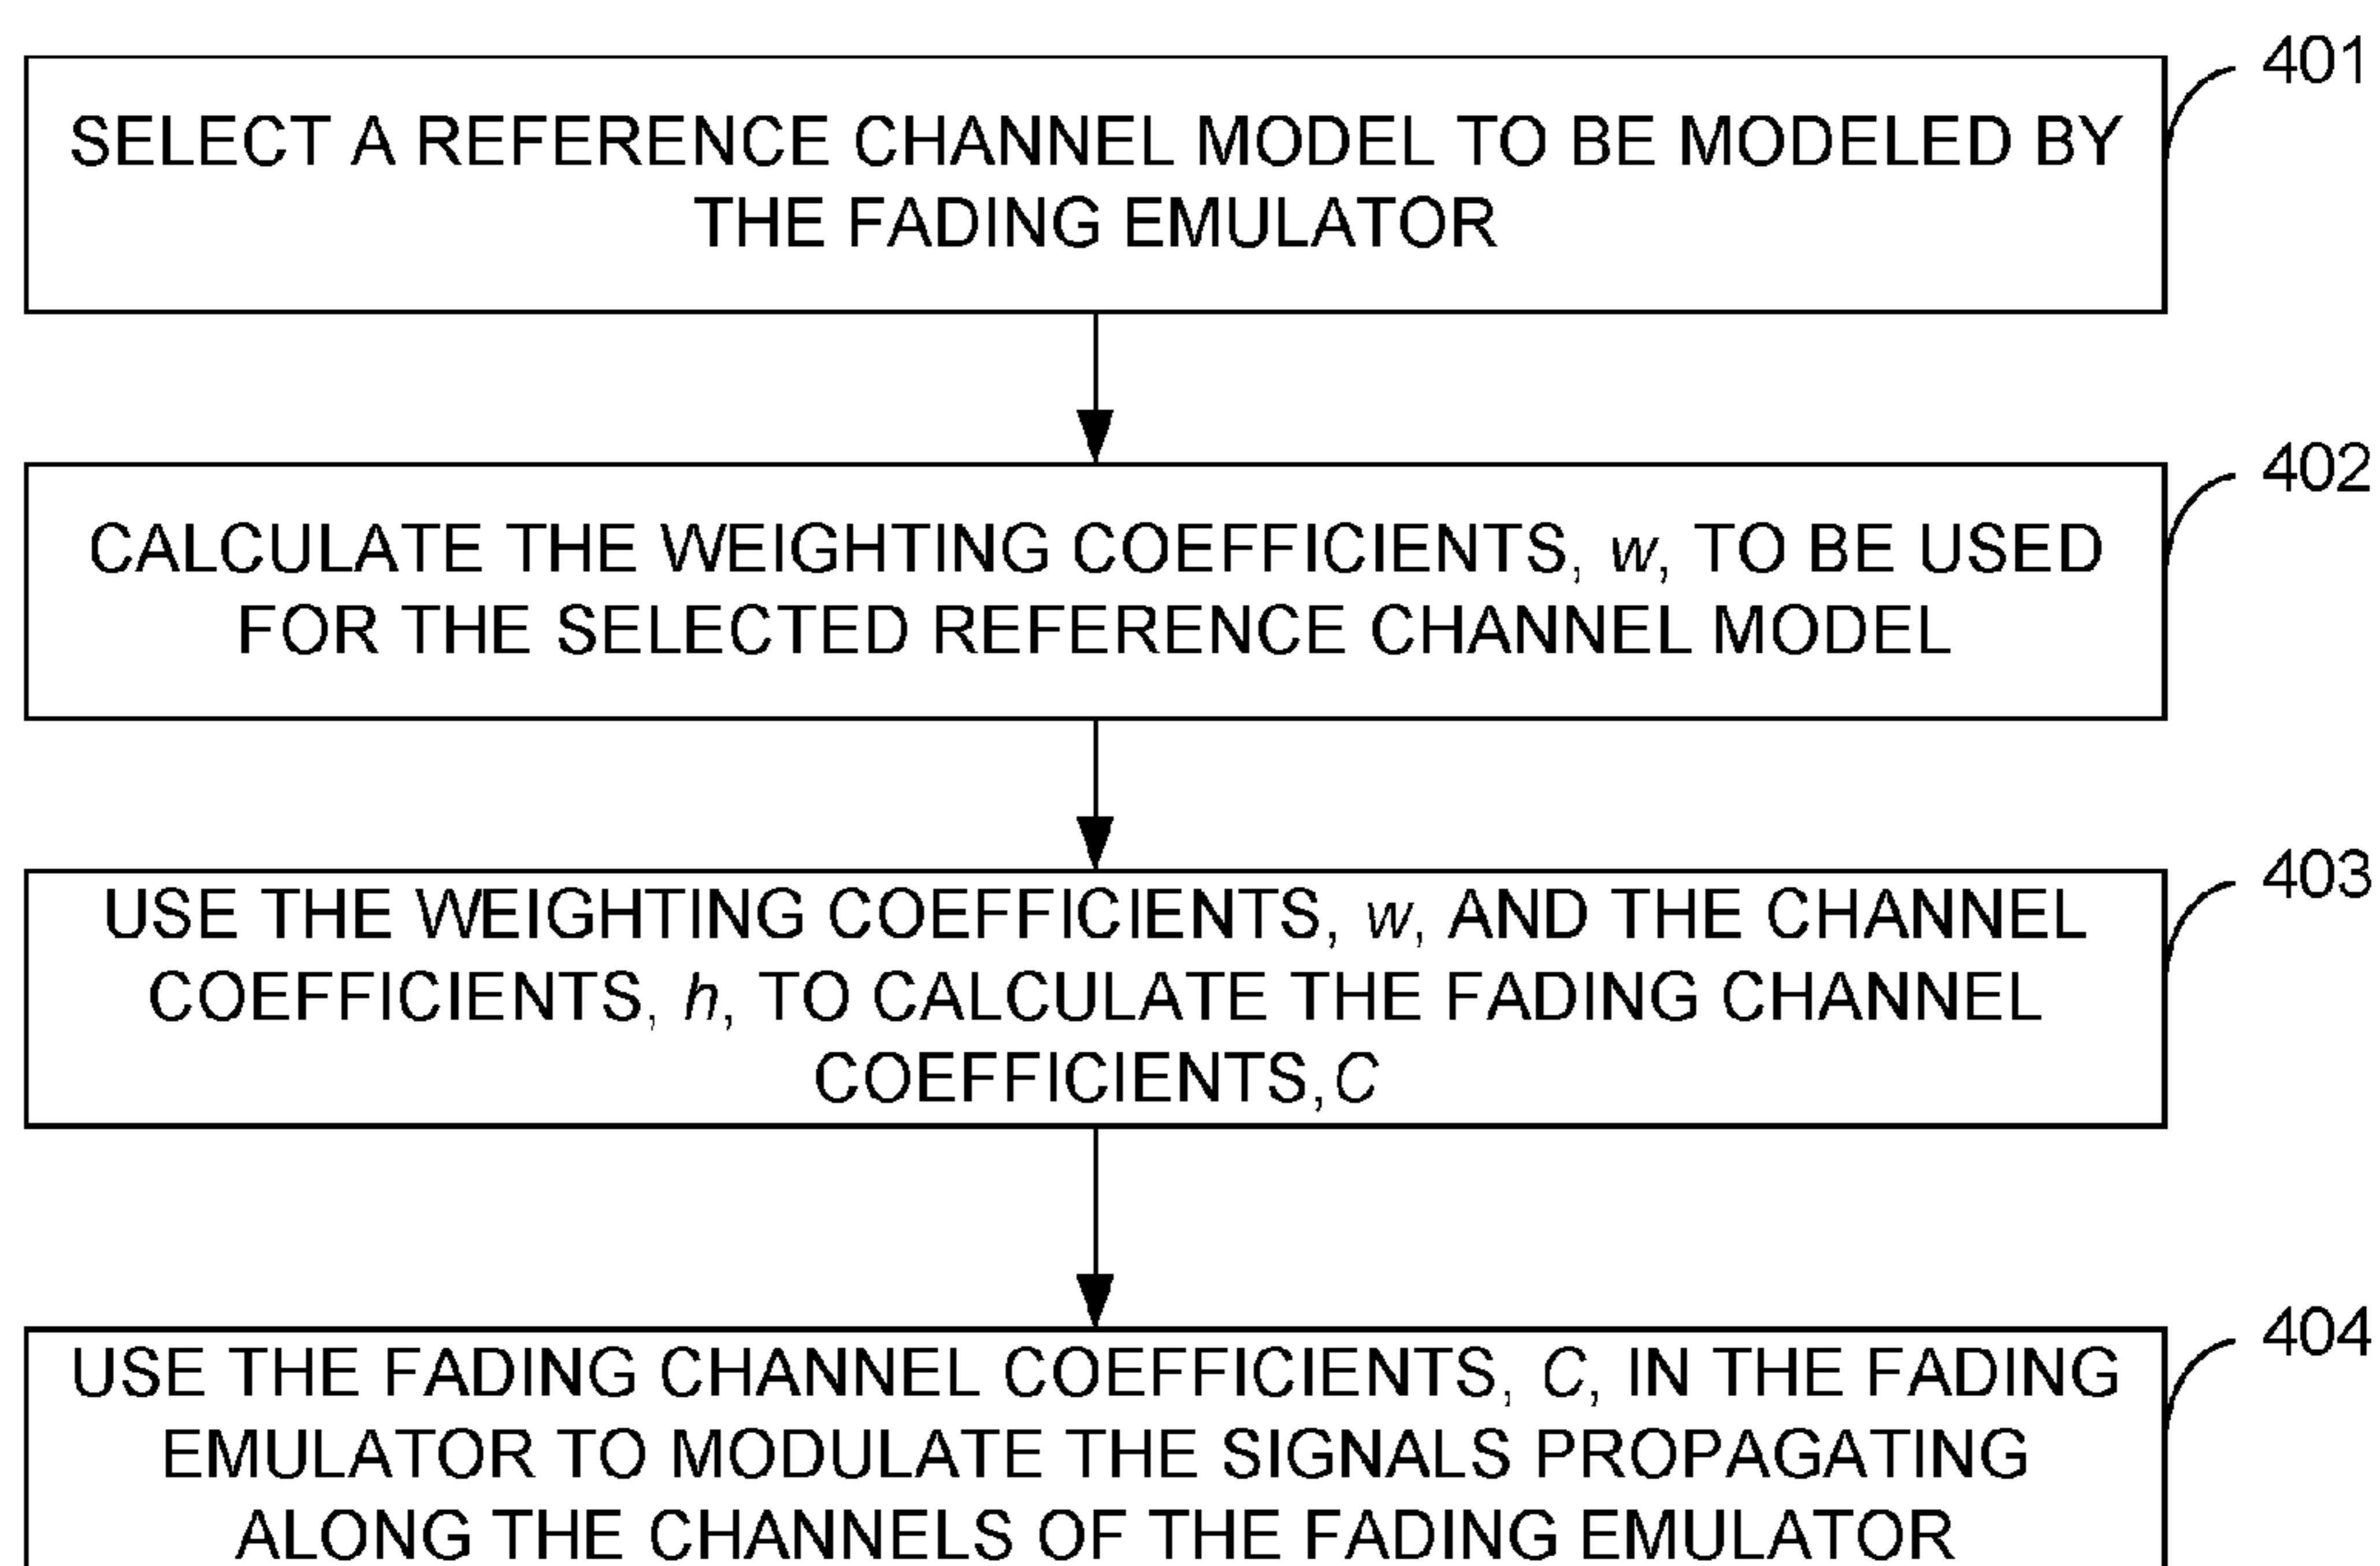 401
SELECT A REFERENCE CHANNEL MODEL TO BE MODELED BY
THE FADING EMULATOR
402
CALCULATE THE WEIGHTING COEFFICIENTS, w, TO BE USED
FOR THE SELECTED REFERENCE CHANNEL MODEL
403
USE THE WEIGHTING COEFFICIENTS, w, AND THE CHANNEL
COEFFICIENTS, h, TO CALCULATE THE FADING CHANNEL
COEFFICIENTS,C
404
USE THE FADING CHANNEL COEFFICIENTS, C, IN THE FADING
EMULATOR TO MODULATE THE SIGNALS PROPAGATING
ALONG THE CHANNELS OF THE FADING EMULATOR